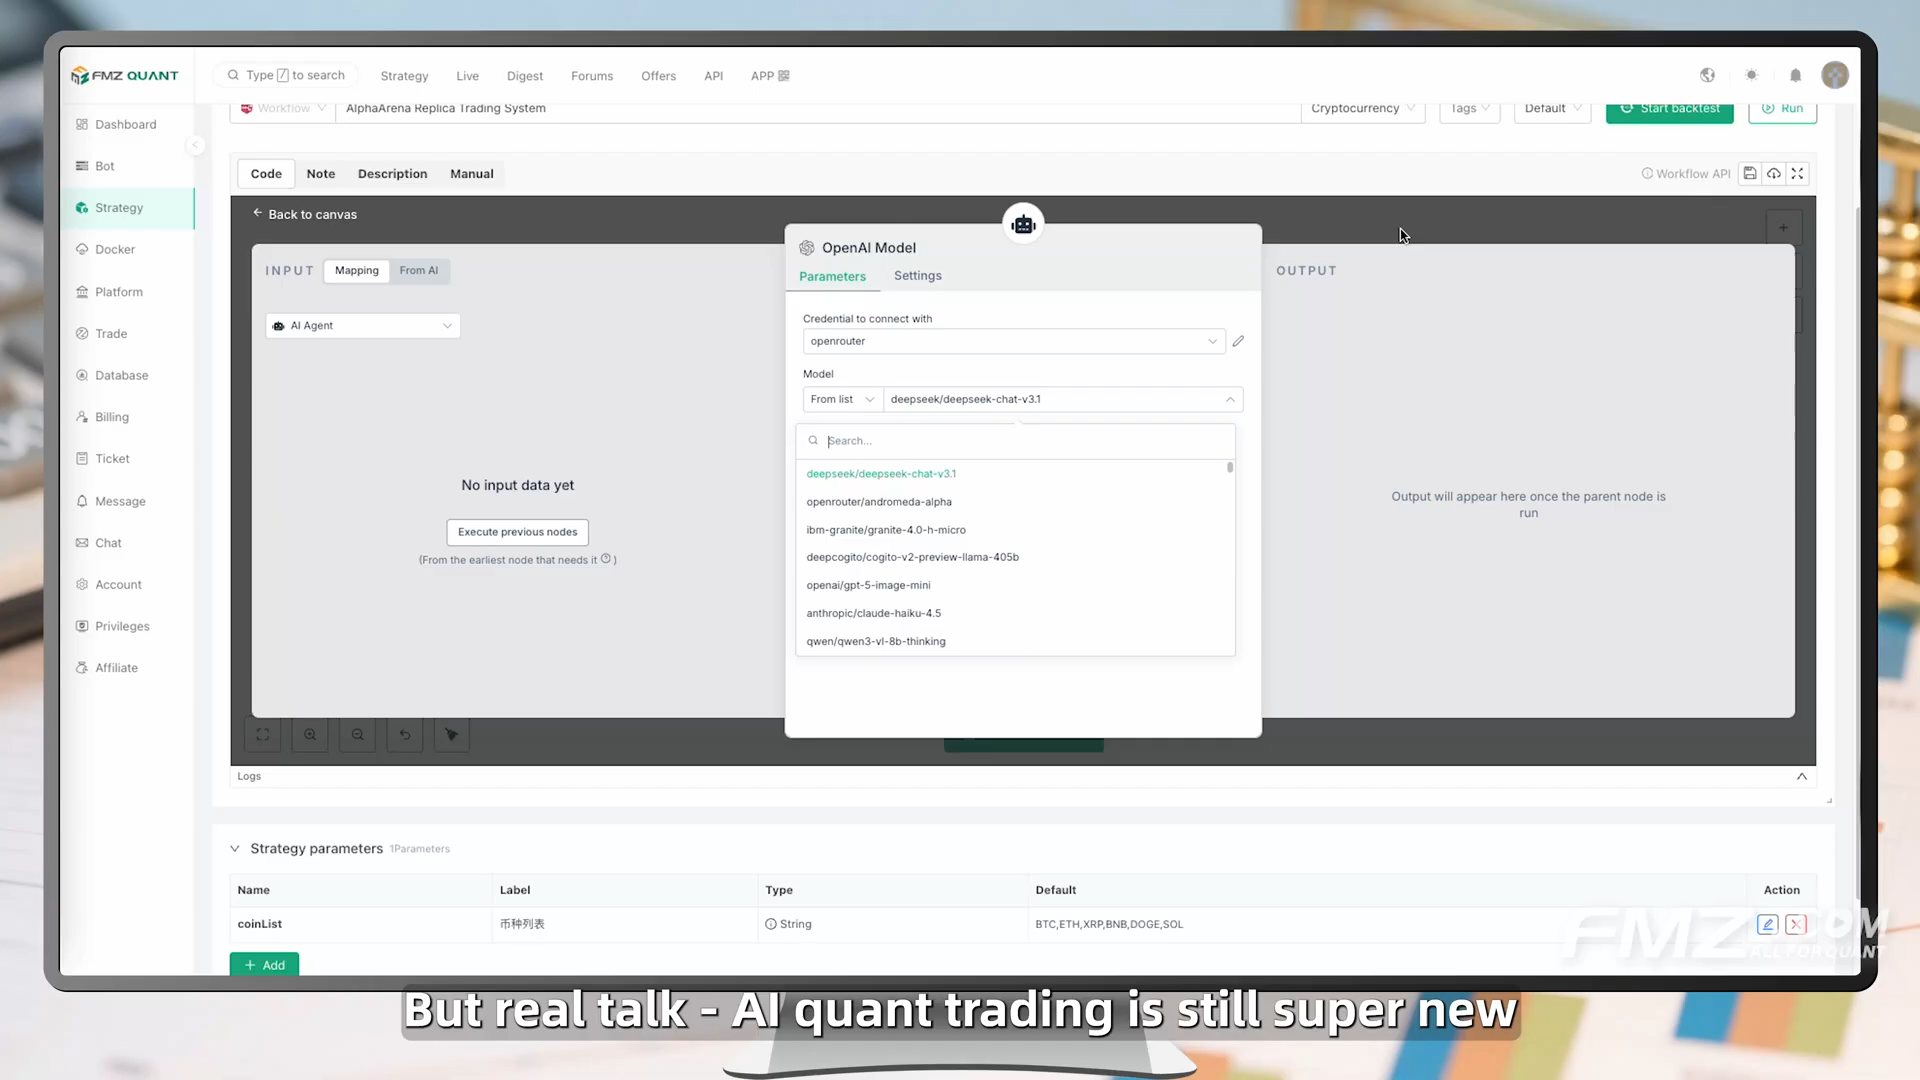 FMZ QUANT
Type / to search
Strategy
Live
Digest
Forums
Offers
API
APP
Workflow
AlphaArena Replica Trading System
Cryptocurrency
Tags
Default
Start backtest
Run
Dashboard
Bot
Strategy
Docker
Platform
Trade
Database
Billing
Ticket
Message
Chat
Account
Privileges
Affiliate
Code
Note
Description
Manual
Workflow API
Back to canvas
INPUT
Mapping
From AI
AI Agent
No input data yet
Execute previous nodes
(From the earliest node that needs it ?)
OpenAI Model
Parameters
Settings
Credential to connect with
openrouter
Model
From list
deepseek/deepseek-chat-v3.1
Search...
deepseek/deepseek-chat-v3.1
openrouter/andromeda-alpha
ibm-granite/granite-4.0-h-micro
deepcogito/cogito-v2-preview-llama-405b
openai/gpt-5-image-mini
anthropic/claude-haiku-4.5
qwen/qwen3-vl-8b-thinking
OUTPUT
Output will appear here once the parent node is
run
Logs
Strategy parameters 1Parameters
Name
Label
Type
Default
Action
coinList
币种列表
String
BTC,ETH,XRP,BNB,DOGE,SOL
+ Add
FMZ.COM
ALL FOR QUANT
But real talk - AI quant trading is still super new